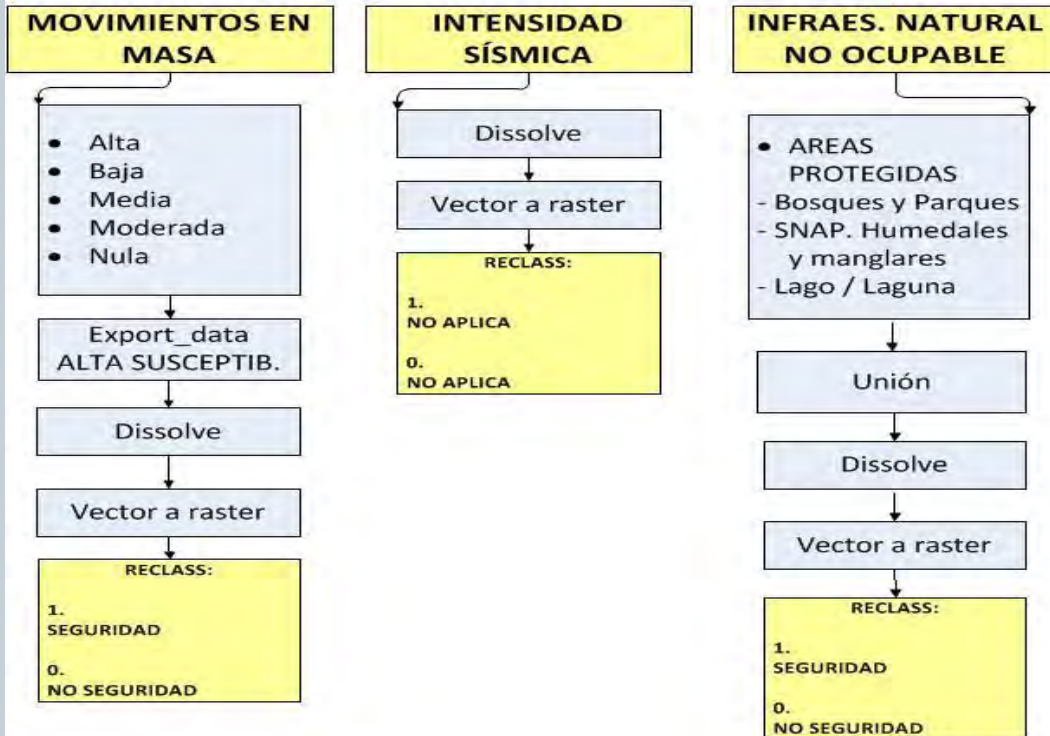 MOVIMIENTOS EN
MASA
• Alta
• Baja
• Media
• Moderada
• Nula
Export_data
ALTA SUSCEPTIB.
Dissolve
Vector a raster
RECLASS:
1.
SEGURIDAD
0.
NO SEGURIDAD
INTENSIDAD
SÍSMICA
Dissolve
Vector a raster
RECLASS:
1.
NO APLICA
0.
NO APLICA
INFRAES. NATURAL
NO OCUPABLE
• AREAS
PROTEGIDAS
- Bosques y Parques
- SNAP. Humedales
y manglares
- Lago / Laguna
Unión
Dissolve
Vector a raster
RECLASS:
1.
SEGURIDAD
0.
NO SEGURIDAD